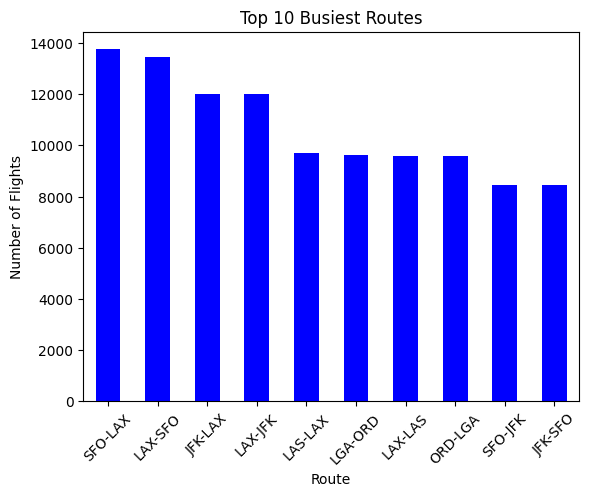 Top 10 Busiest Routes
Number of Flights
14000
12000
10000
8000
6000
4000
2000
0
SFO-LAX
LAX-SFO
JFK-LAX
LAX-JFK
LAS-LAX
LGA-ORD
LAX-LAS
ORD-LGA
SFO-JFK
JFK-SFO
Route